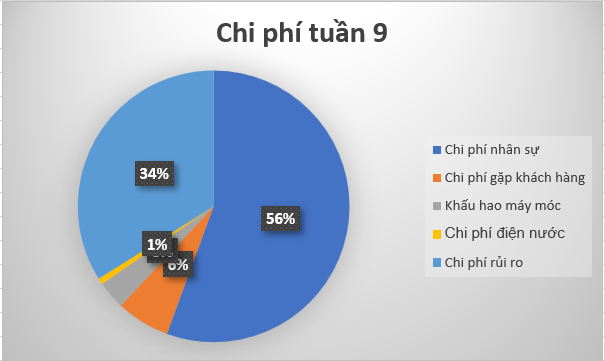 Chi phí tuần 9
34%
56%
1%
6%
Chi phí nhân sự
Chi phí gặp khách hàng
Khấu hao máy móc
Chi phí điện nước
Chi phí rủi ro